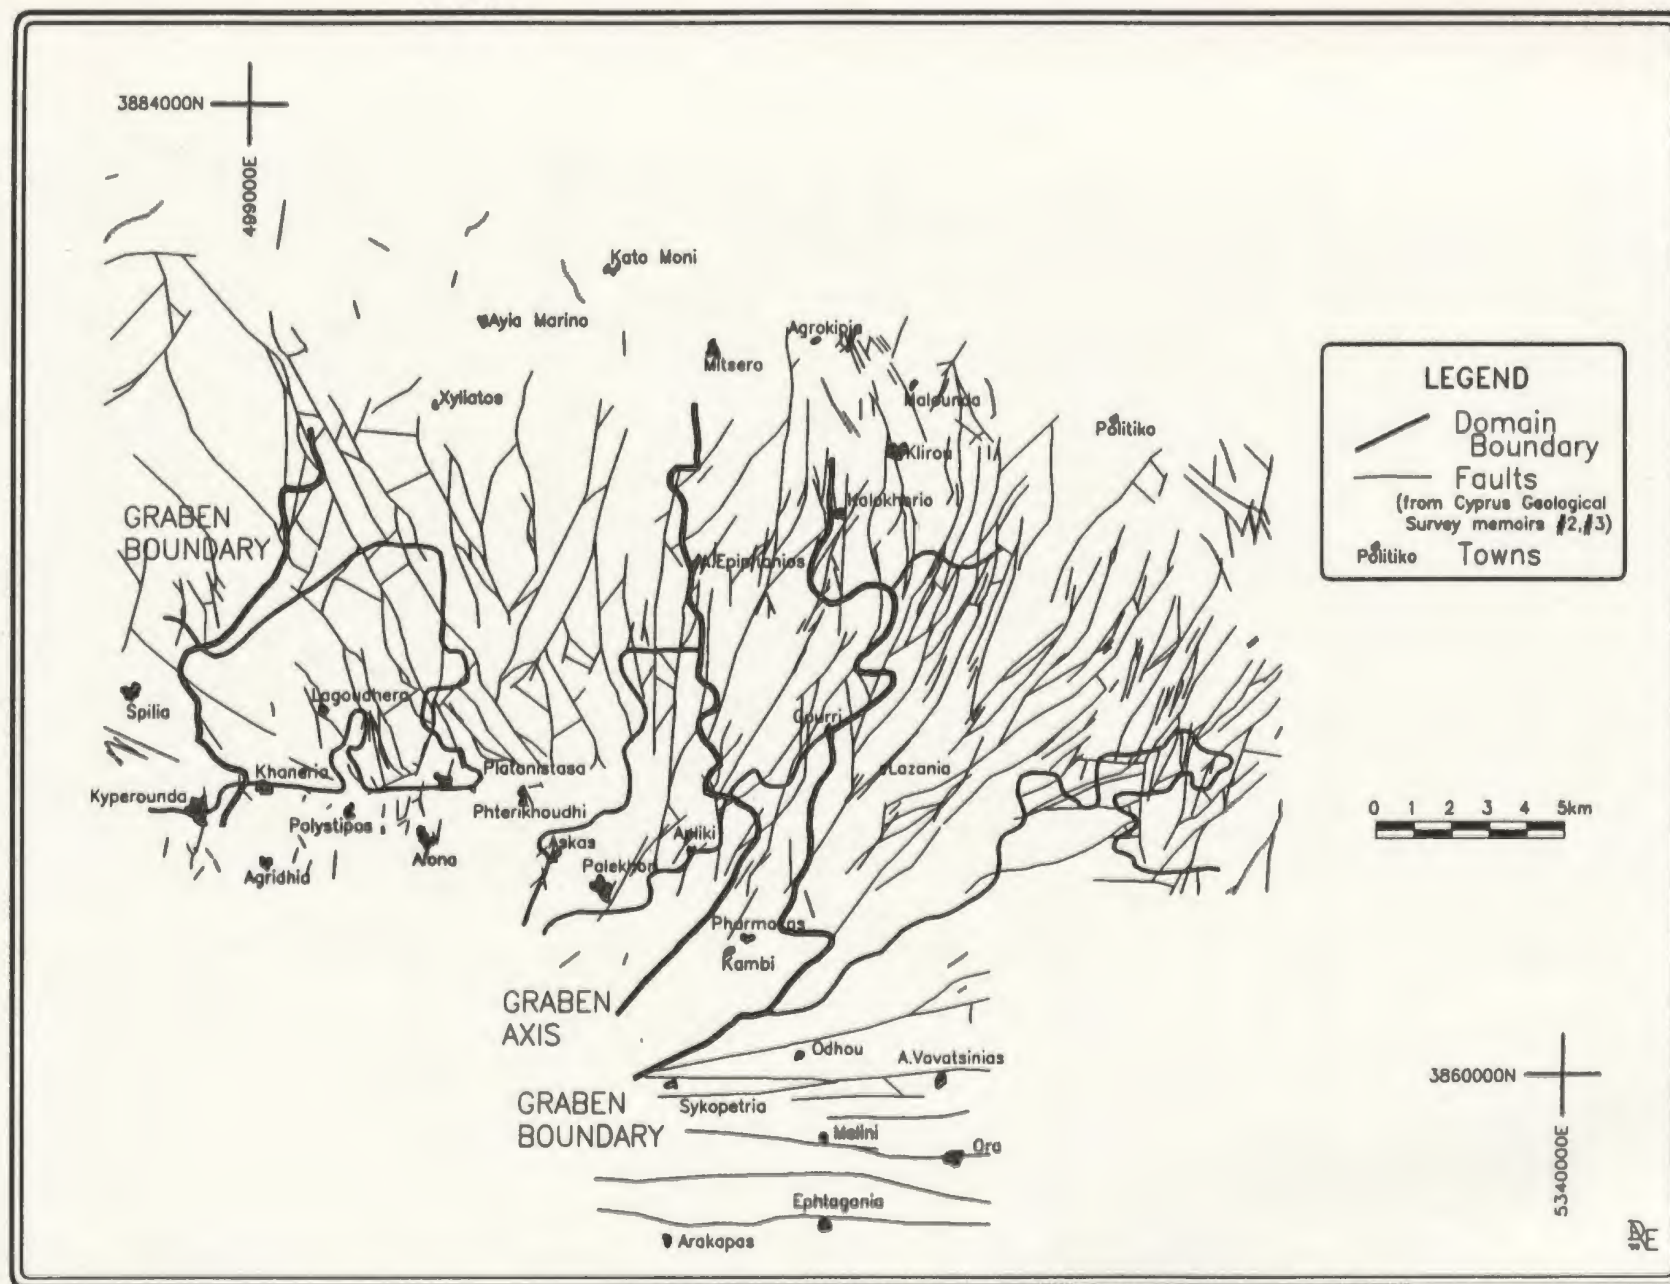 3884000N
499000E
Kato Moni
Ayia Marina
Agrokipia
Mitsero
Malounda
Xyliatos
Politiko
Klirou
Kalokhorio
GRABEN
BOUNDARY
A.Epiphanios
Lagoudhera
Spilia
Gourri
Khaneria
Platanistasa
Lazania
Kyperounda
Phterikhoudhi
Polystipos
Alona
Askas
Apliki
Palekhori
Agridhia
Pharmakas
Kambi
GRABEN
AXIS
Odhou
A.Vavatsinias
GRABEN
BOUNDARY
Sykopetria
Melini
Ora
Ephtagonia
Arakapas
LEGEND
Domain
Boundary
Faults
(from Cyprus Geological
Survey memoirs #2,#3)
Politiko Towns
0 1 2 3 4 5km
3860000N
534000E